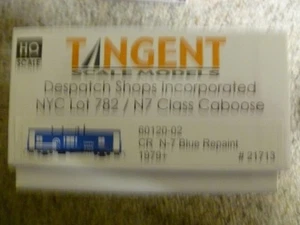 HO
SCALE
TANGENT
SCALE MODELS
Despatch Shops Incorporated
NYC Lot 782 / N7 Class Caboose
60120-02
CR N-7 Blue Repaint
1979+
# 21713